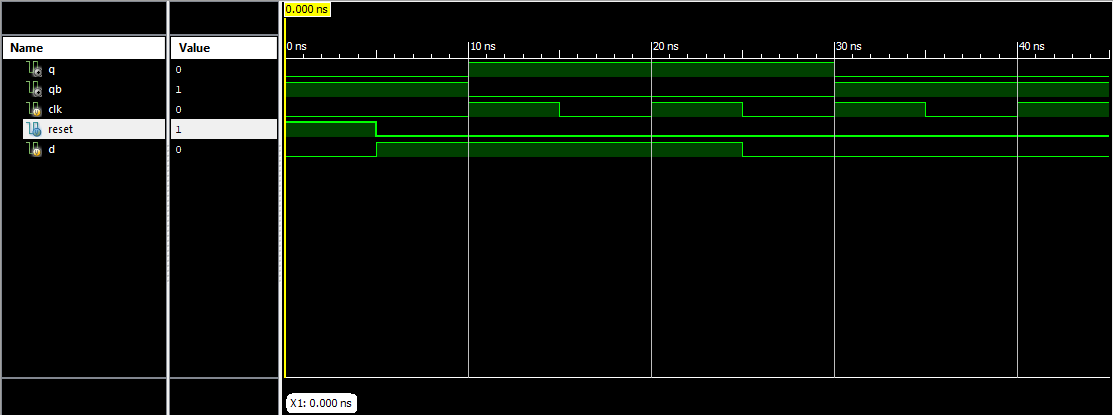 0.000 ns
Name Value
0 ns 10 ns 20 ns 30 ns 40 ns
q 0
qb 1
clk 0
reset 1
d 0
X1: 0.000 ns